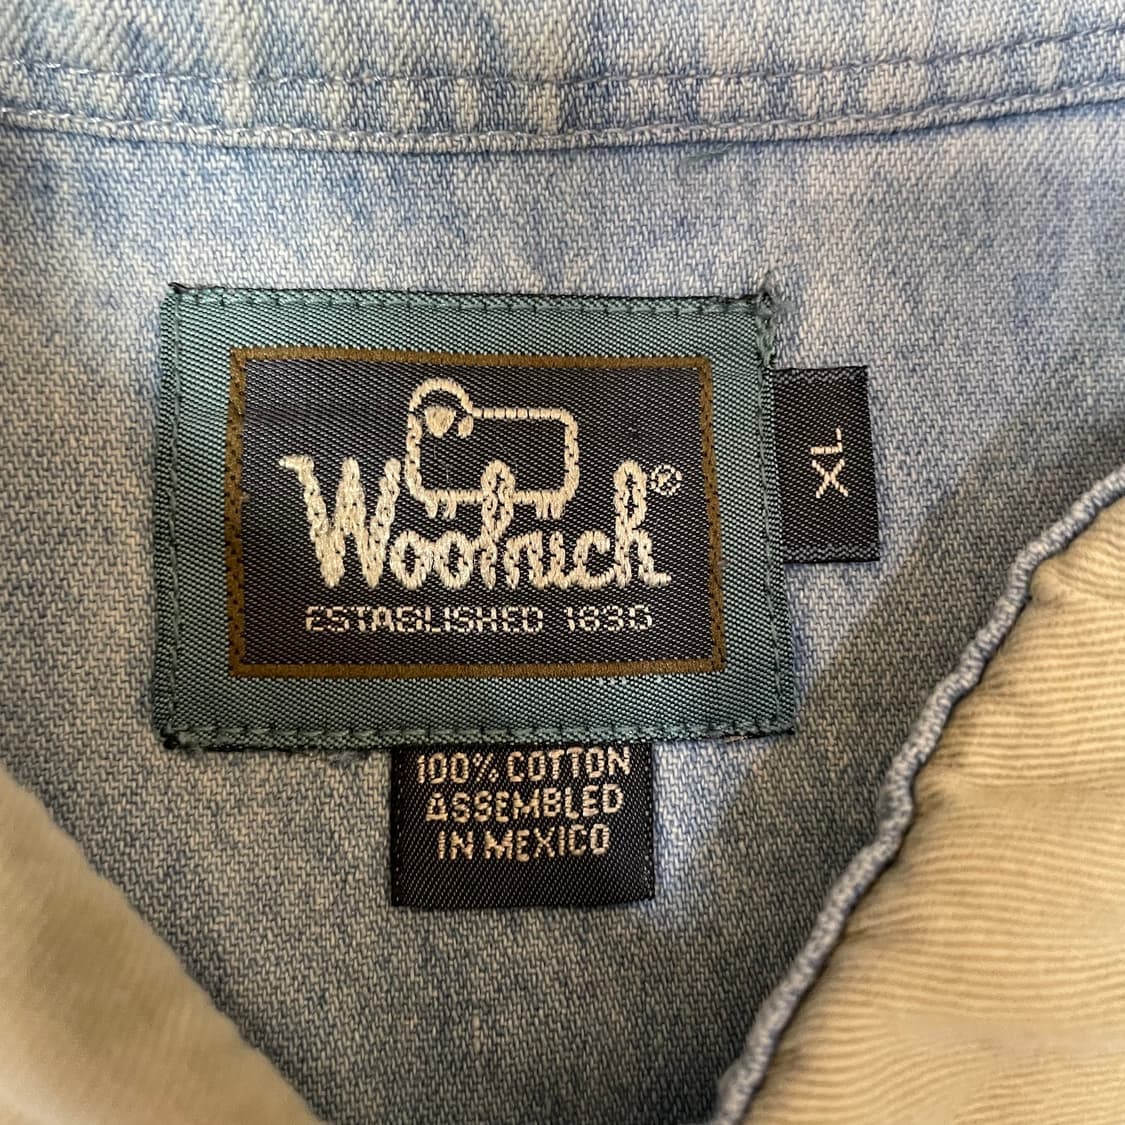 Woolrich®
ESTABLISHED 1830
XL
100% COTTON
ASSEMBLED
IN MEXICO